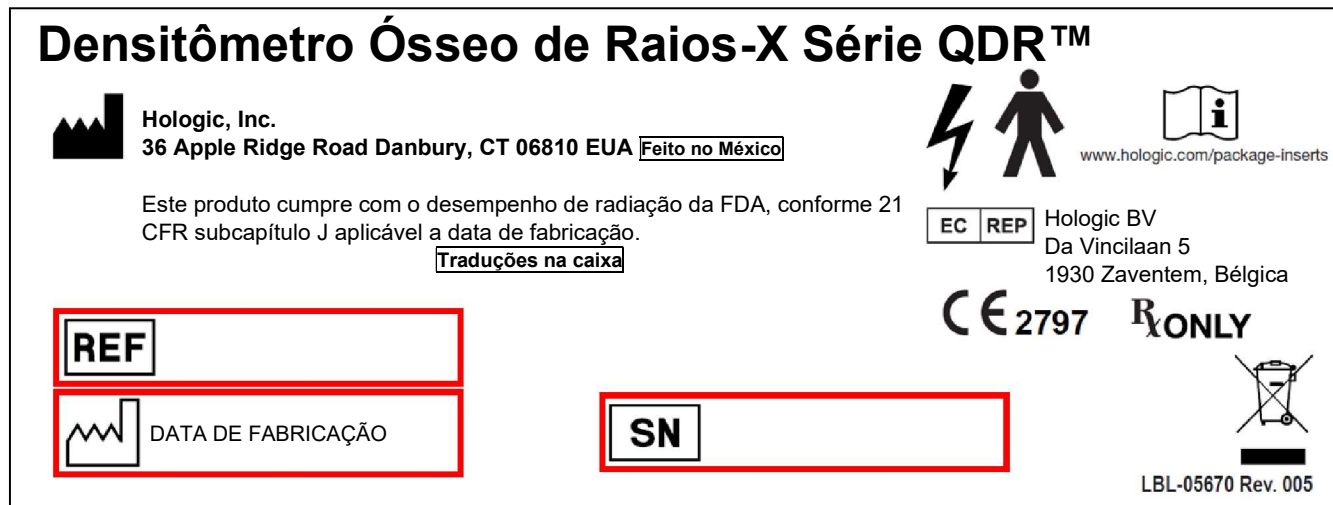 Densitômetro Ósseo de Raios-X Série QDR™
Hologic, Inc.
36 Apple Ridge Road Danbury, CT 06810 EUA Feito no México
Este produto cumpre com o desempenho de radiação da FDA, conforme 21
CFR subcapítulo J aplicável a data de fabricação.
Traduções na caixa
i
www.hologic.com/package-inserts
EC REP
Hologic BV
Da Vincilaan 5
1930 Zaventem, Bélgica
CE 2797
Rx ONLY
REF
DATA DE FABRICAÇÃO
SN
LBL-05670 Rev. 005